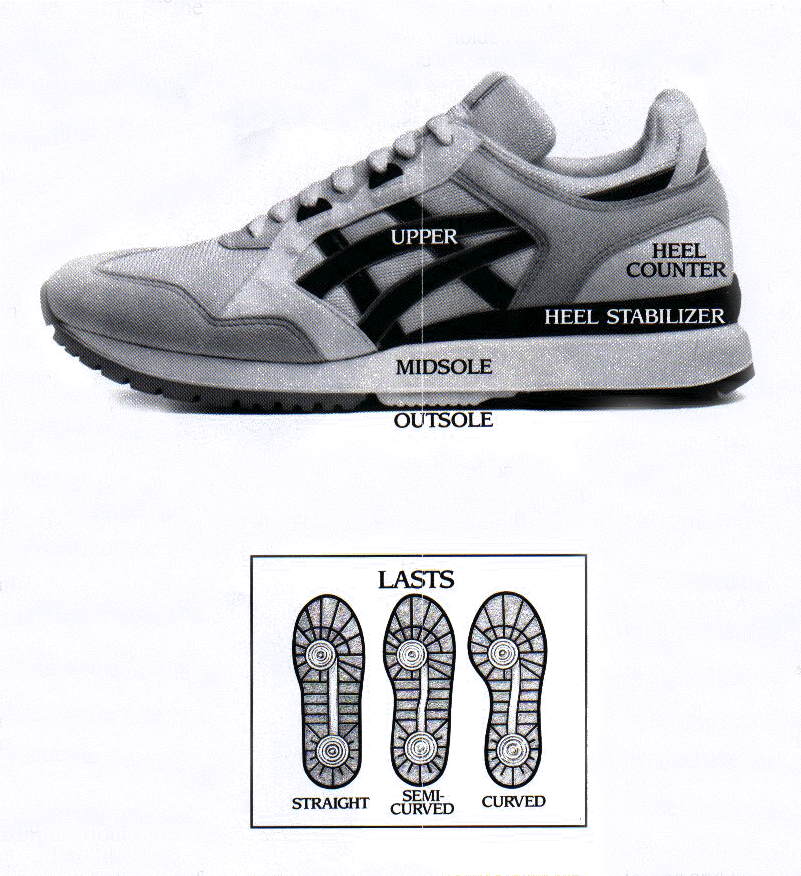 UPPER
HEEL
COUNTER
HEEL STABILIZER
MIDSOLE
OUTSOLE
LASTS
STRAIGHT
SEMI-
CURVED
CURVED